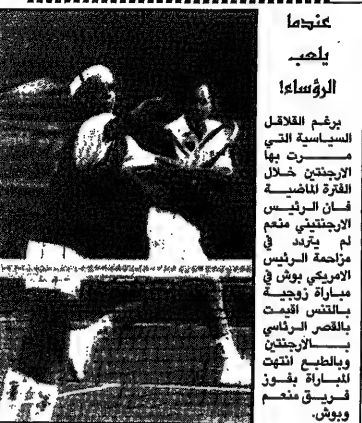 عندما
يلعب
الرؤساء!
برغم القلاقل
السياسية التي
مرت بها
الارجنتين خلال
الفترة الماضية
فان الرئيس
الارجنتيني منعم
لم يتردد في
مزاحمة الرئيس
الامريكي بوش في
مباراة زوجية
بالتنس اقيمت
بالقصر الرئاسي
بالارجنتين
وبالطبع انتهت
المباراة بفوز
فريق منعم
وبوش.